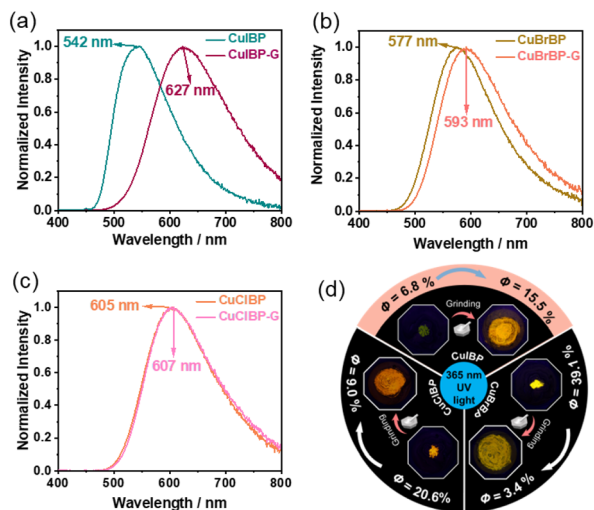 (a)
542 nm
CuIBP
CuIBP-G
627 nm
Normalized Intensity
1.0
0.8
0.6
0.4
0.2
0.0
400 500 600 700 800
Wavelength / nm
(b)
577 nm
CuBrBP
CuBrBP-G
593 nm
Normalized Intensity
1.0
0.8
0.6
0.4
0.2
0.0
400 500 600 700 800
Wavelength / nm
(c)
605 nm
CuClBP
CuClBP-G
607 nm
Normalized Intensity
1.0
0.8
0.6
0.4
0.2
0.0
400 500 600 700 800
Wavelength / nm
(d)
Φ = 6.8 %
Φ = 15.5 %
Grinding
CuIBP
365 nm
UV
light
CuClBP
CuBrBP
Φ = 9.0%
Φ = 39.1%
Grinding
Grinding
Φ = 20.6%
Φ = 3.4 %